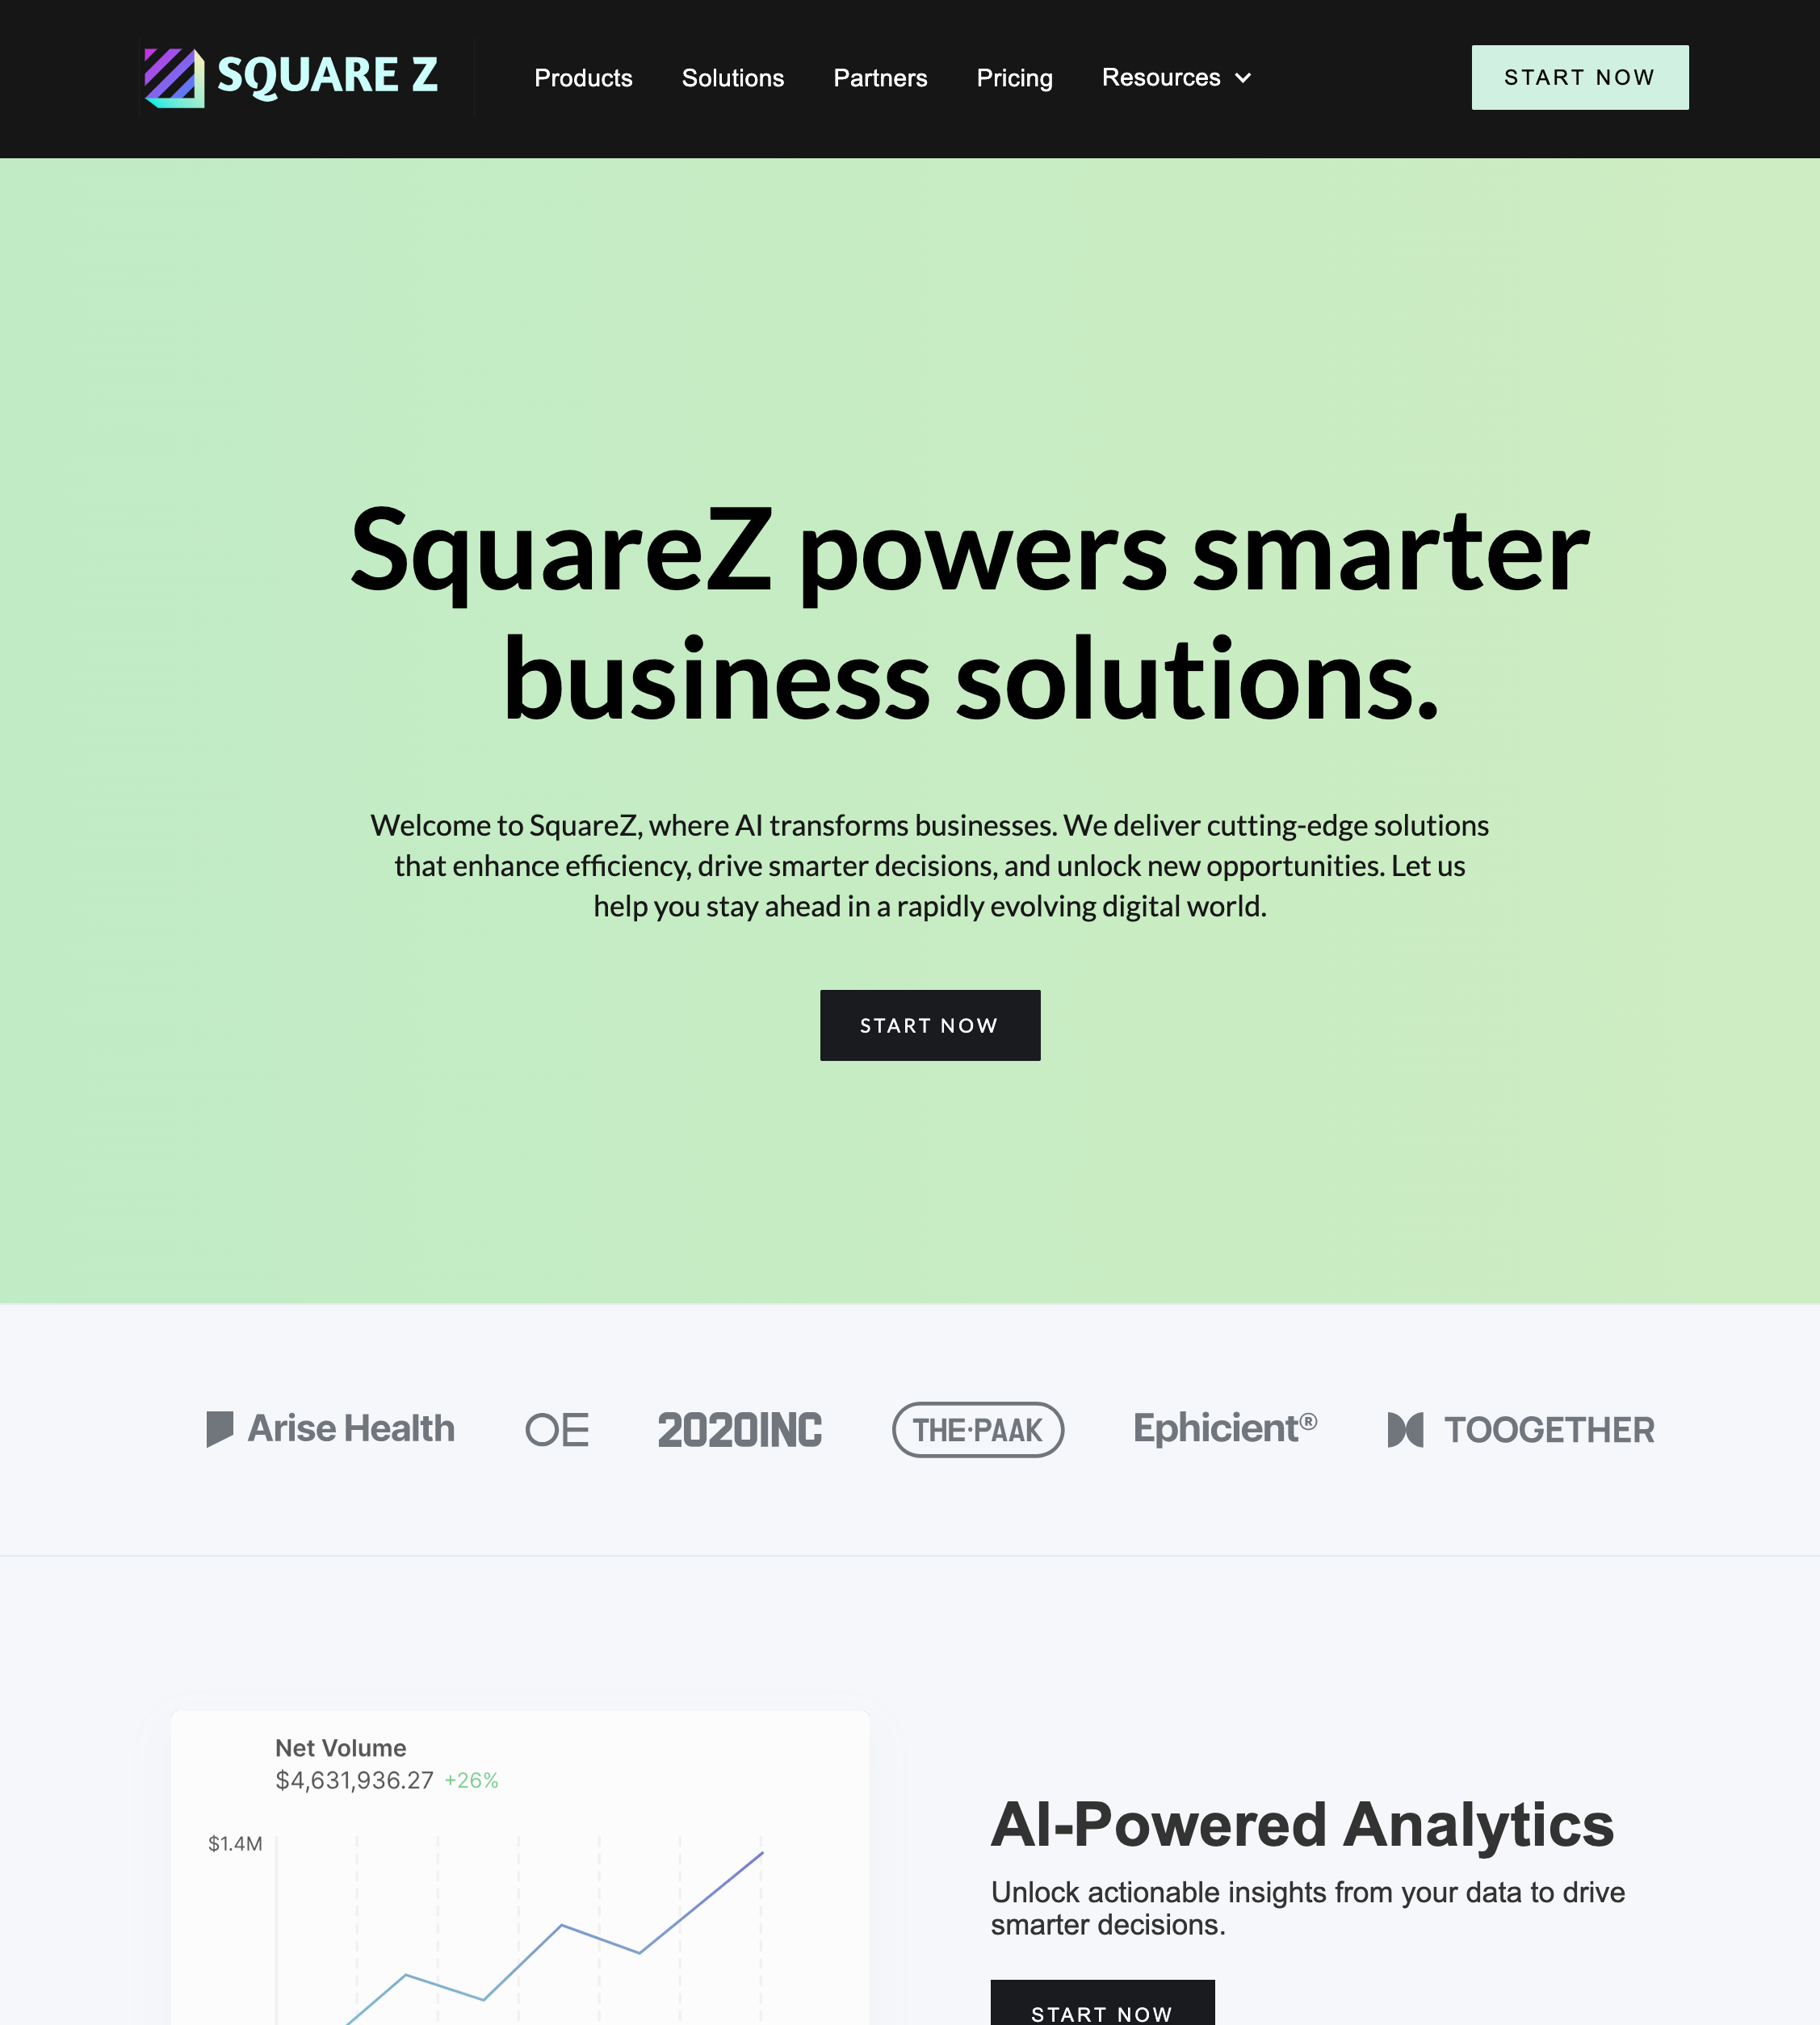 SQUARE Z
Products Solutions Partners Pricing Resources
START NOW
SquareZ powers smarter
business solutions.
Welcome to SquareZ, where AI transforms businesses. We deliver cutting-edge solutions
that enhance efficiency, drive smarter decisions, and unlock new opportunities. Let us
help you stay ahead in a rapidly evolving digital world.
START NOW
Arise Health
OE
2020INC
THE·PAAK
Ephicient®
TOOGETHER
Net Volume
$4,631,936.27 +26%
$1.4M
AI-Powered Analytics
Unlock actionable insights from your data to drive
smarter decisions.
START NOW